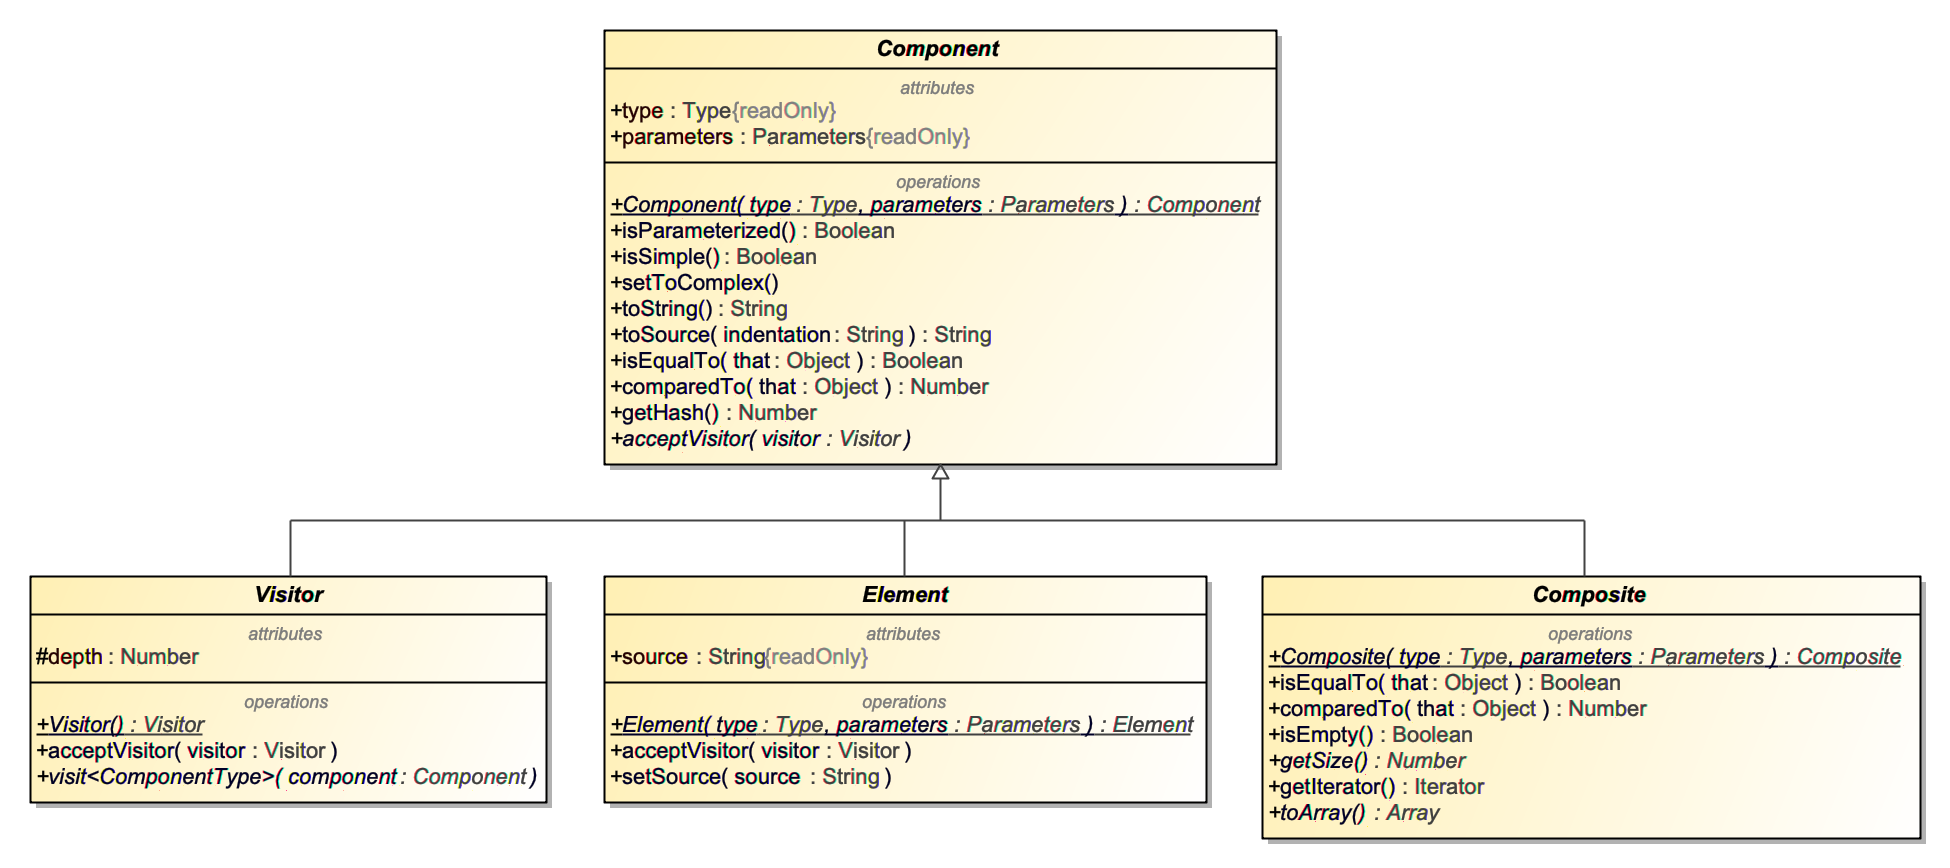 Component
attributes
+type : Type{readOnly}
+parameters : Parameters{readOnly}
operations
+Component( type : Type, parameters : Parameters ) : Component
+isParameterized() : Boolean
+isSimple() : Boolean
+setToComplex()
+toString() : String
+toSource( indentation : String ) : String
+isEqualTo( that : Object ) : Boolean
+comparedTo( that : Object ) : Number
+getHash() : Number
+acceptVisitor( visitor : Visitor )
Visitor
attributes
#depth : Number
operations
+Visitor() : Visitor
+acceptVisitor( visitor : Visitor )
+visit<ComponentType>( component : Component )
Element
attributes
+source : String{readOnly}
operations
+Element( type : Type, parameters : Parameters ) : Element
+acceptVisitor( visitor : Visitor )
+setSource( source : String )
Composite
operations
+Composite( type : Type, parameters : Parameters ) : Composite
+isEqualTo( that : Object ) : Boolean
+comparedTo( that : Object ) : Number
+isEmpty() : Boolean
+getSize() : Number
+getIterator() : Iterator
+toArray() : Array